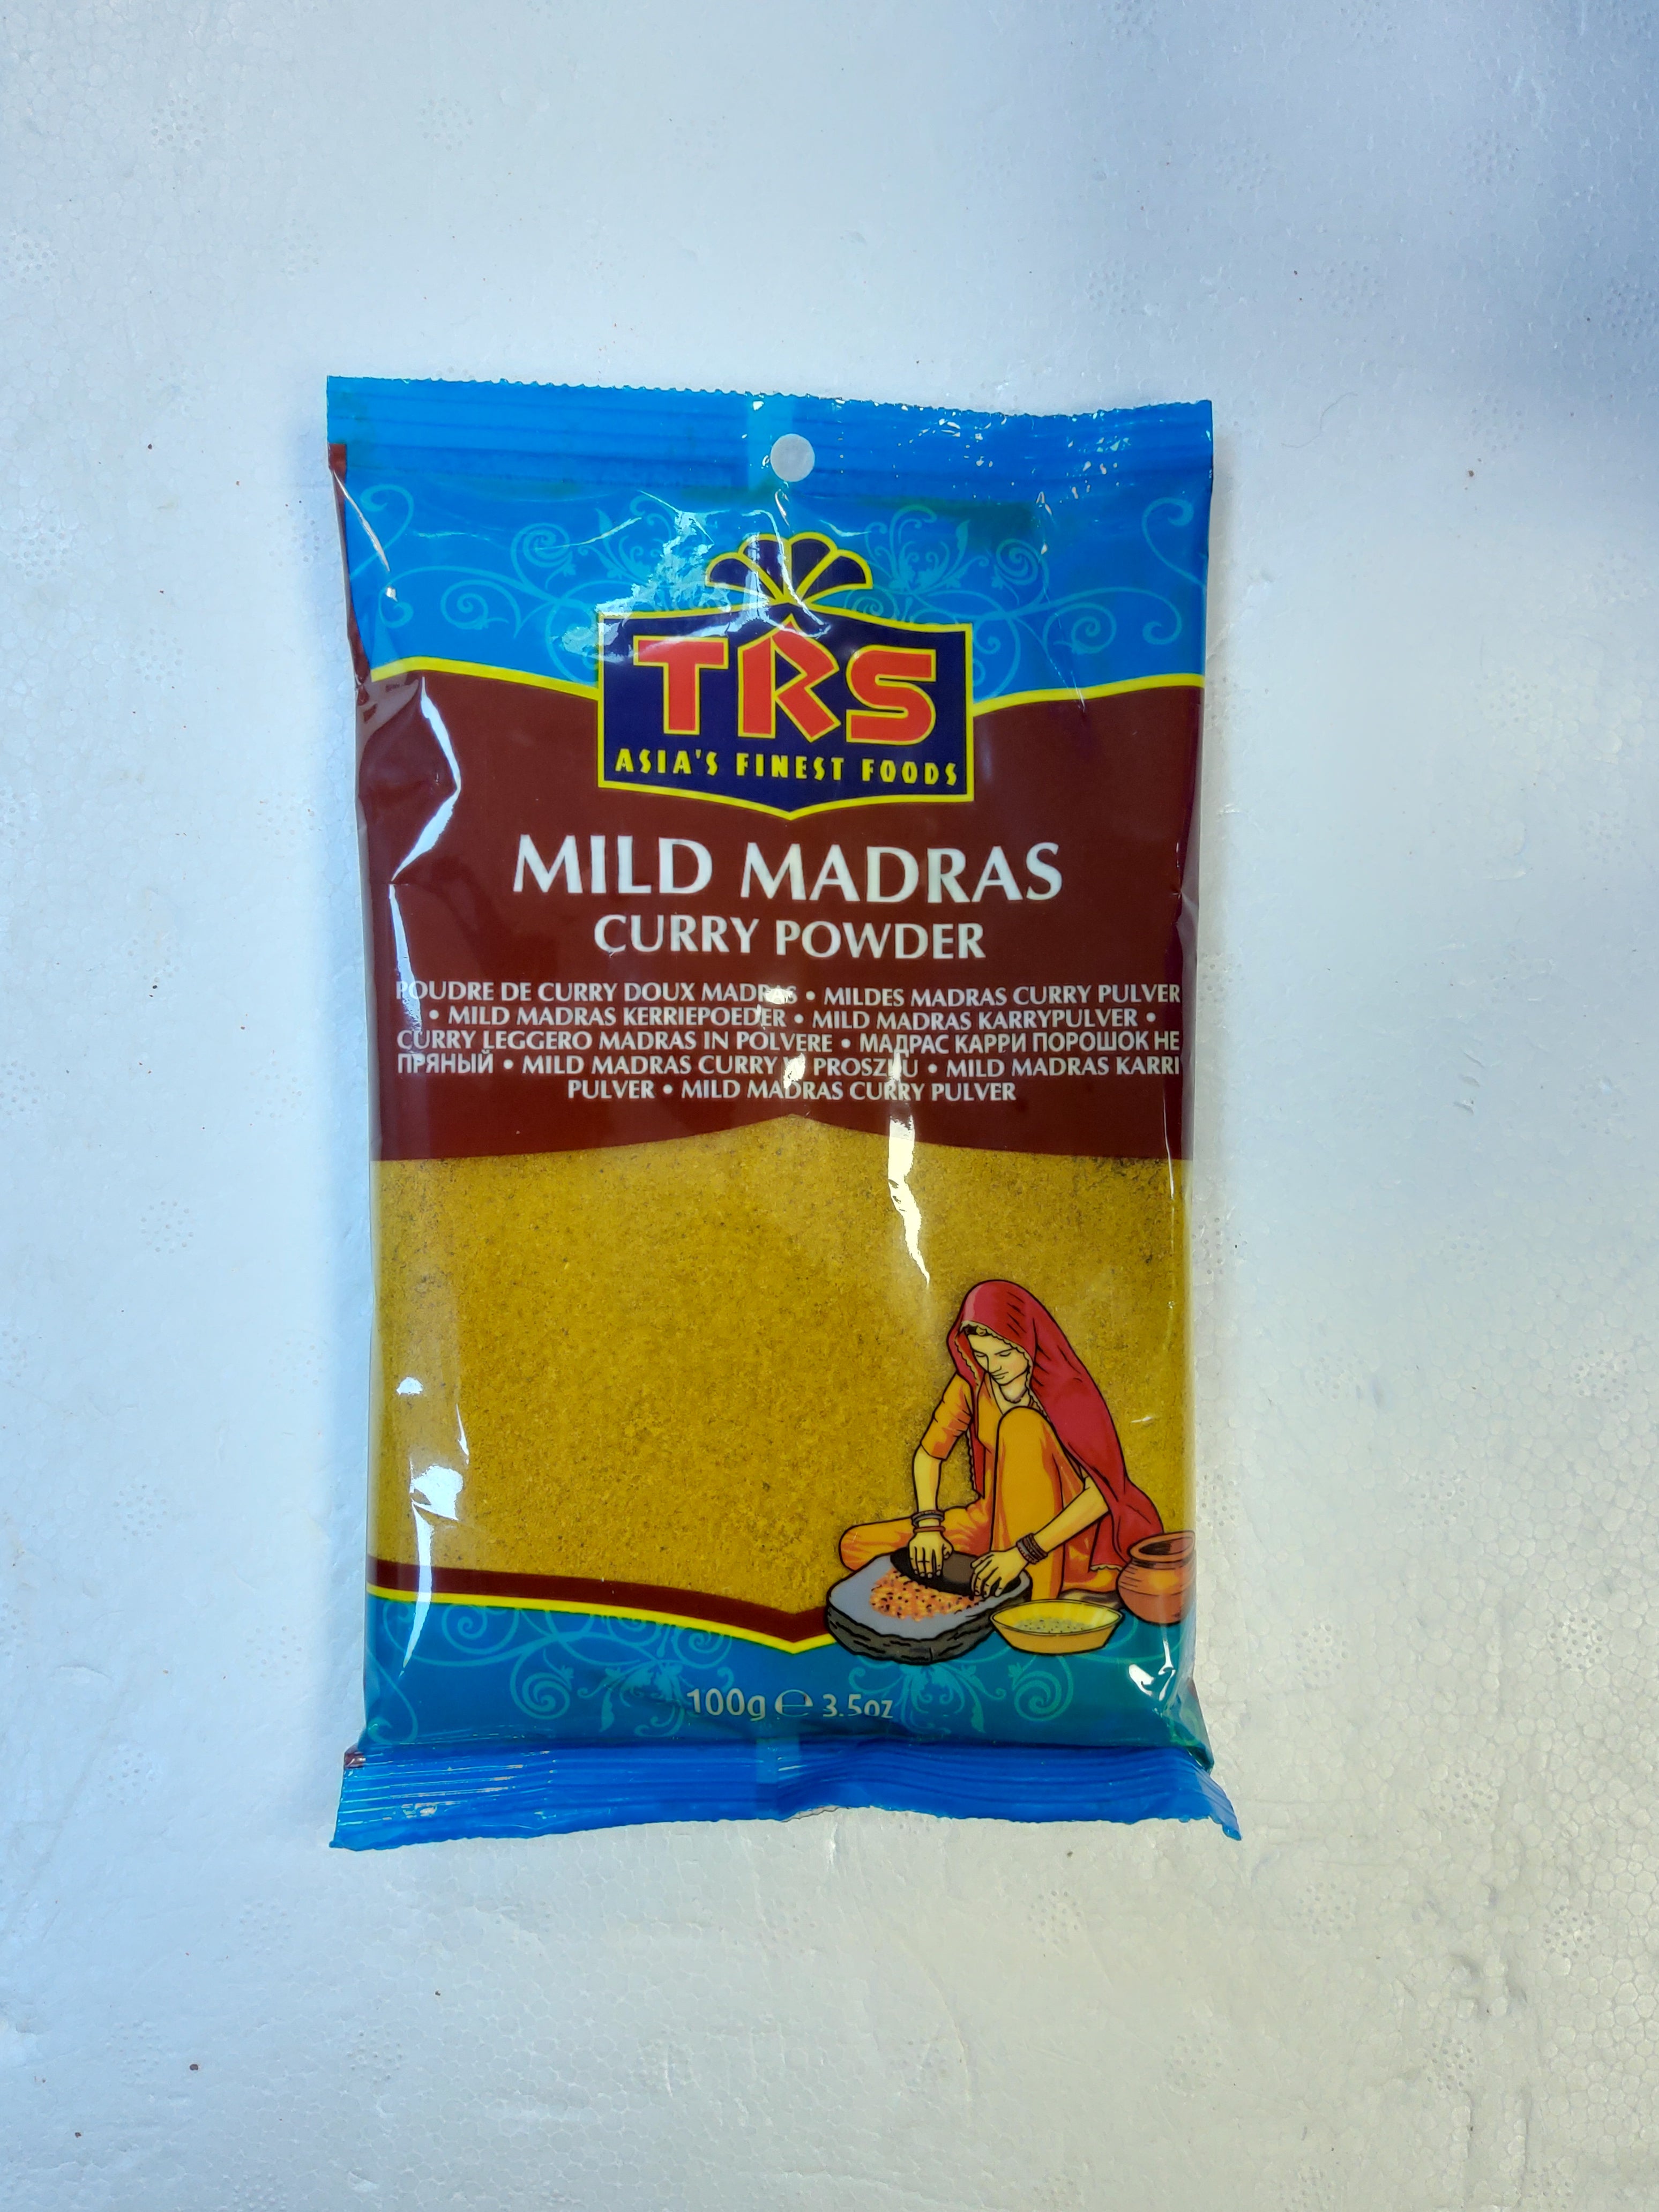 TRS
ASIA'S FINEST FOODS
MILD MADRAS
CURRY POWDER
POUDRE DE CURRY DOUX MADRAS • MILDES MADRAS CURRY PULVER
• MILD MADRAS KERRIEPOEDER • MILD MADRAS KARRYPULVER •
CURRY LEGGERO MADRAS IN POLVERE • МАДРАС КАРРИ ПОРОШОК НЕ
ПРЯНЫЙ • MILD MADRAS CURRY PROSZKU • MILD MADRAS KARRI
PULVER • MILD MADRAS CURRY PULVER
100g ℮ 3.5oz